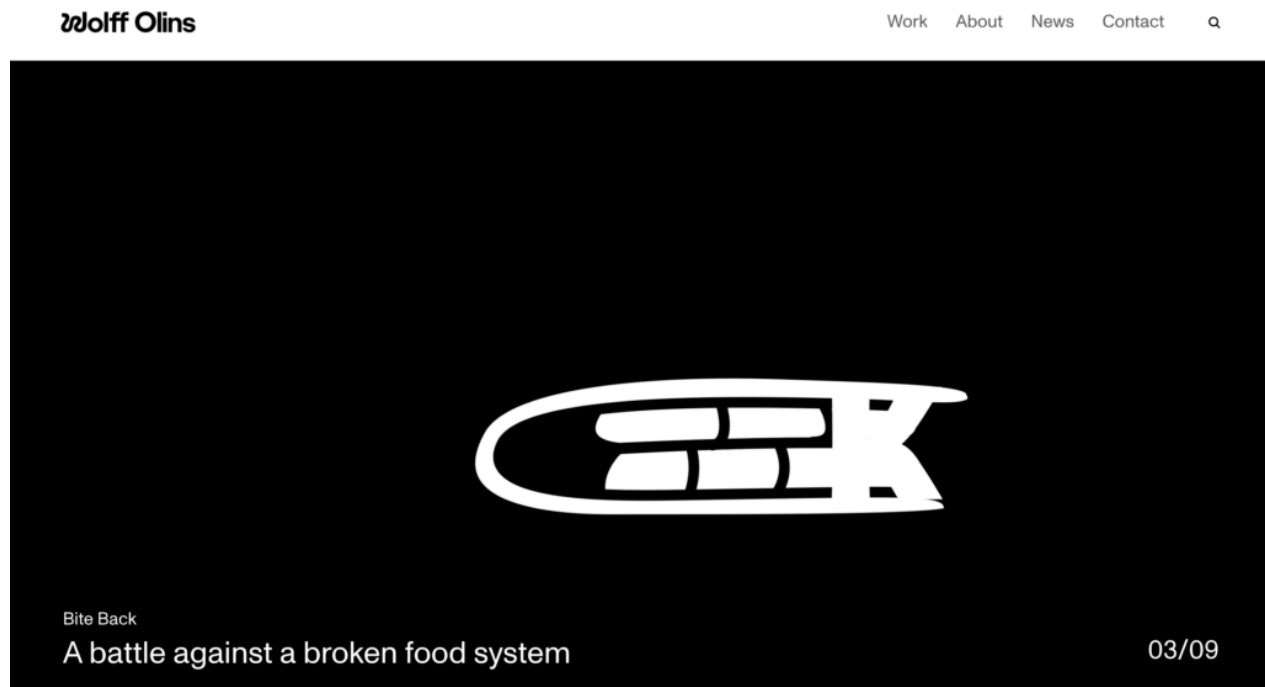 Wolff Olins
Work About News Contact
K
Bite Back
A battle against a broken food system
03/09